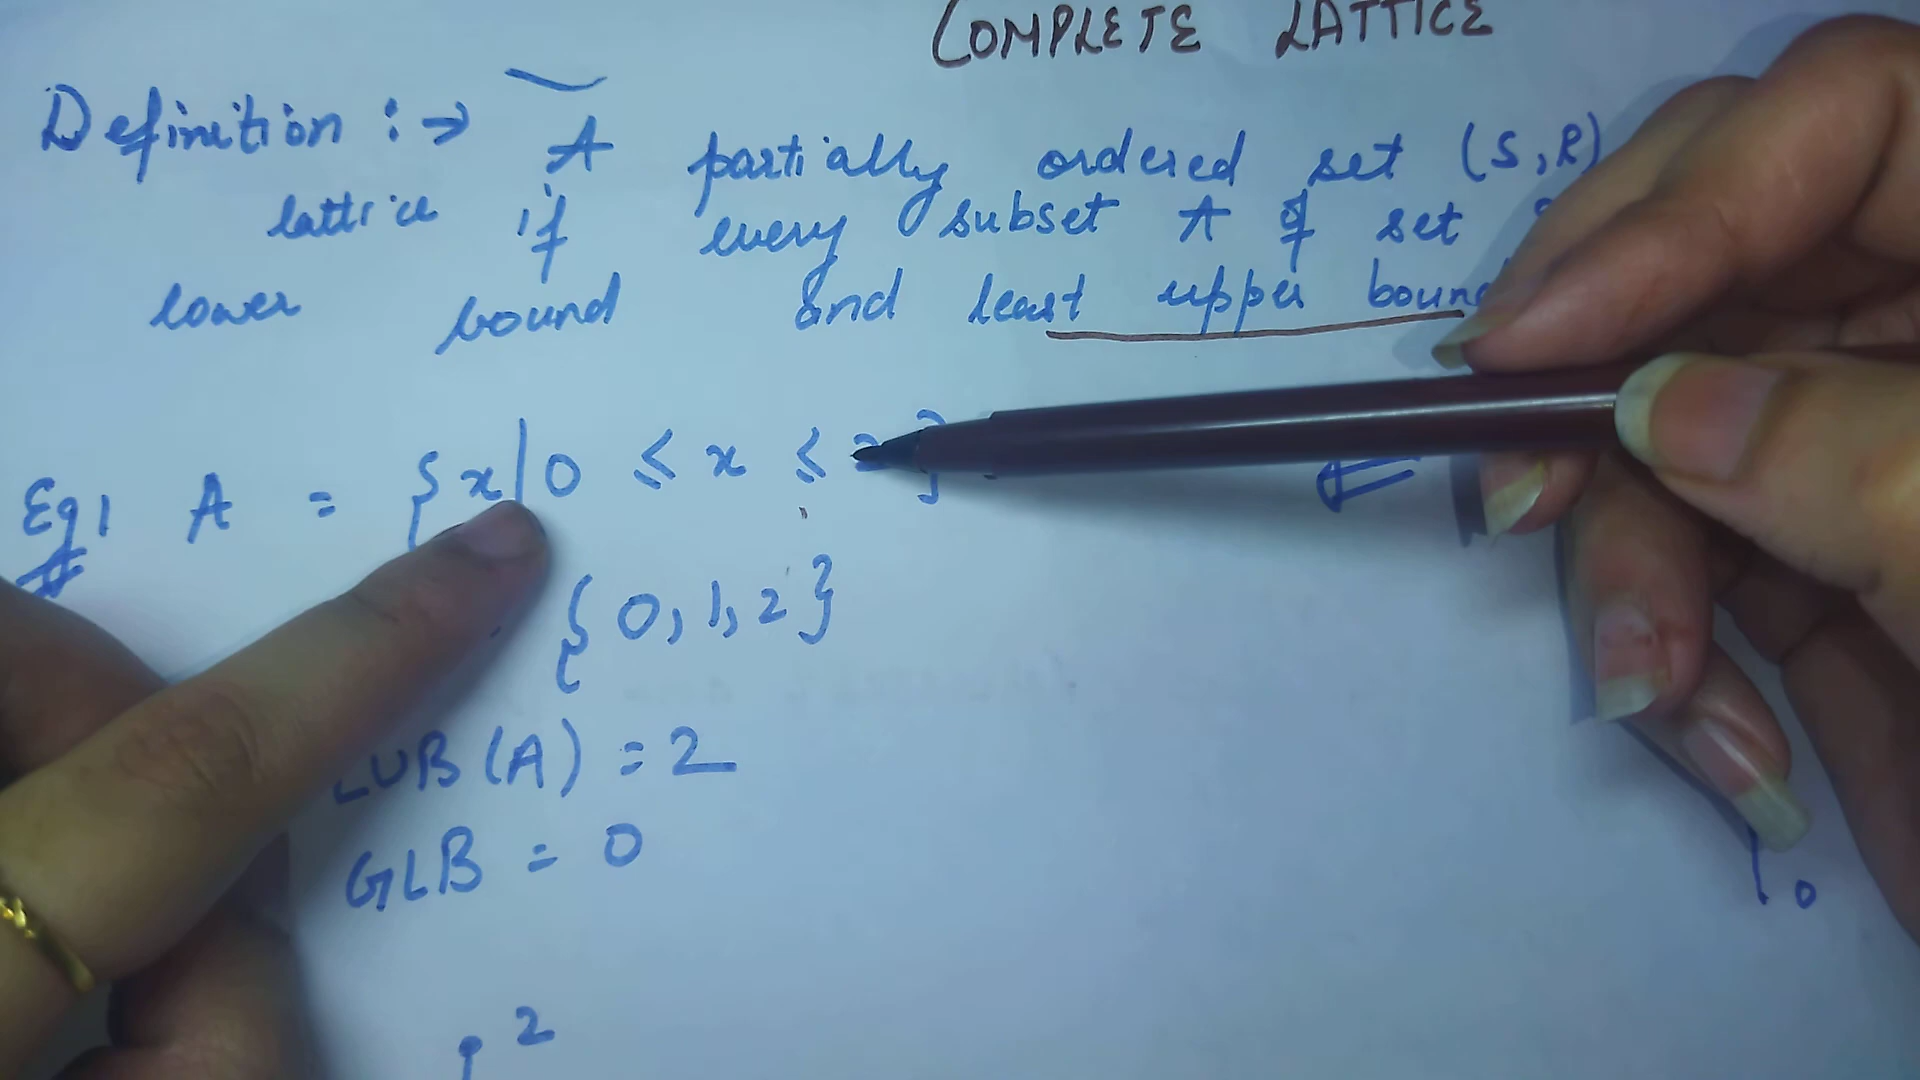 COMPLETE LATTICE
Definition :→ A partially ordered set (S,R)
lattice if every subset A of set
lower bound and least upper bound
Eg1 A = {x|0 ≤ x ≤ 2}
{0,1,2}
LUB(A) = 2
GLB = 0
0
2